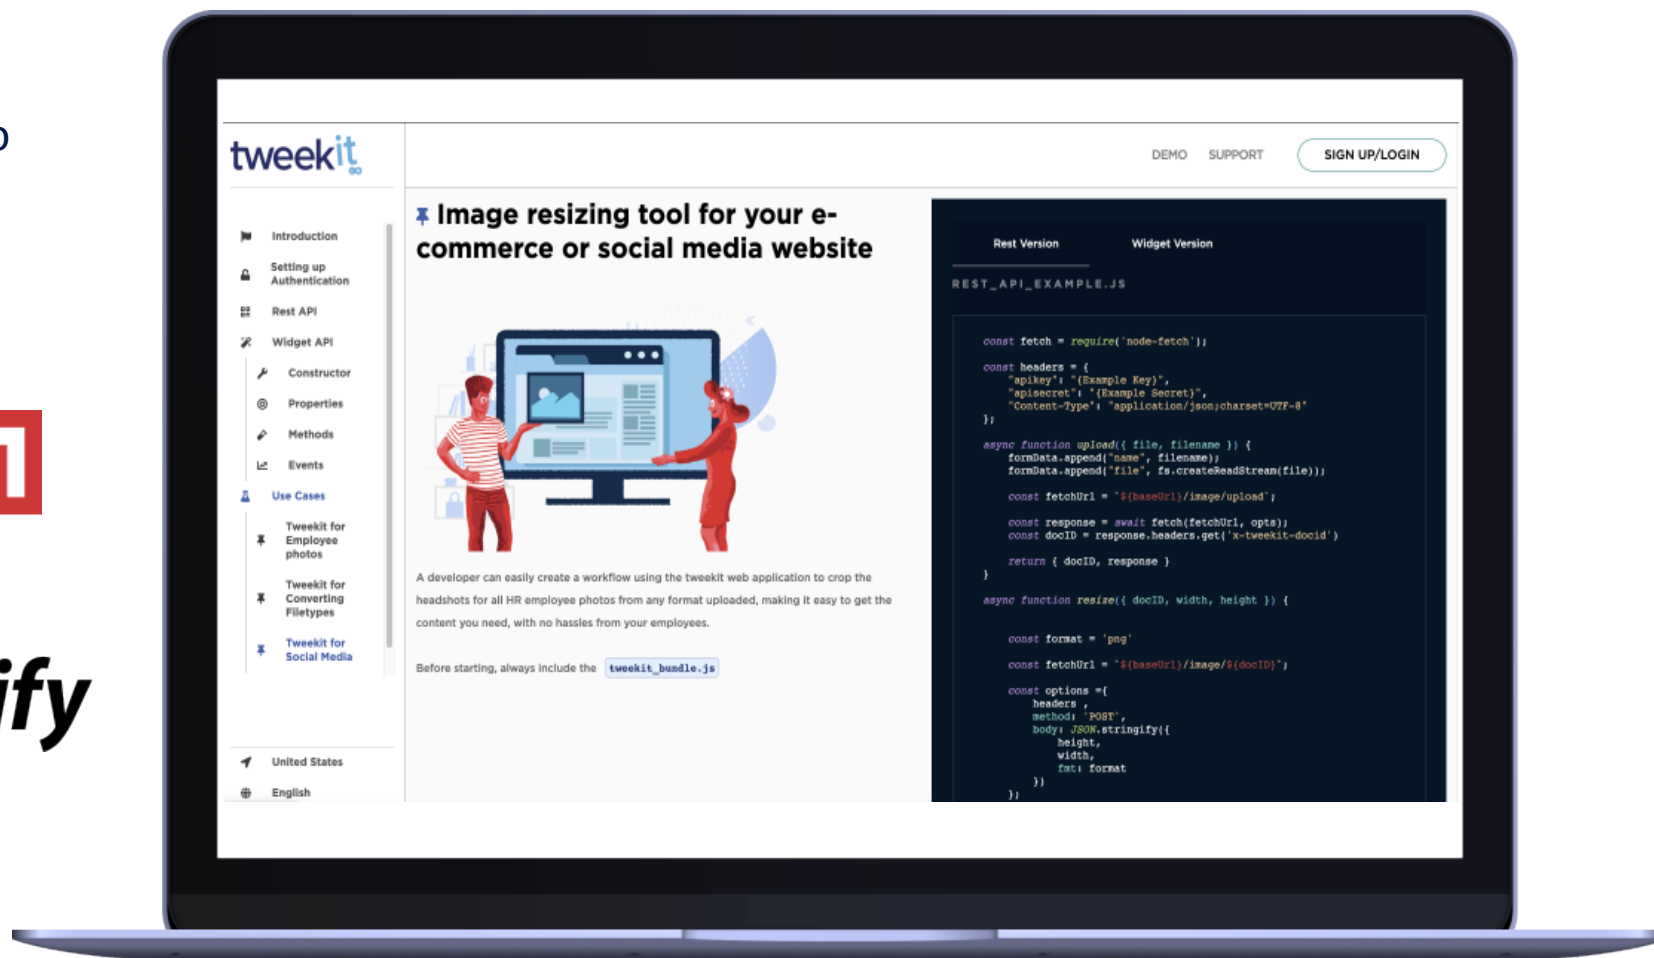 tweekit
DEMO SUPPORT SIGN UP/LOGIN
Introduction
Setting up
Authentication
Rest API
Widget API
Constructor
Properties
Methods
Events
Use Cases
Tweekit for
Employee
photos
Tweekit for
Converting
Filetypes
Tweekit for
Social Media
United States
English
Image resizing tool for your e-
commerce or social media website
A developer can easily create a workflow using the tweekit web application to crop the
headshots for all HR employee photos from any format uploaded, making it easy to get the
content you need, with no hassles from your employees.
Before starting, always include the tweekit_bundle.js
Rest Version Widget Version
REST_API_EXAMPLE.JS
const fetch = require('node-fetch');
const headers = {
"apikey": "{Example Key}",
"apisecret": "{Example Secret}",
"Content-Type": "application/json;charset=UTF-8"
};
async function upload({ file, filename }) {
formData.append("name", filename);
formData.append("file", fs.createReadStream(file));
const fetchUrl = `${baseUrl}/image/upload`;
const response = await fetch(fetchUrl, opts);
const docID = response.headers.get('x-tweekit-docid')
return { docID, response }
}
async function resize({ docID, width, height }) {
const format = 'png'
const fetchUrl = `${baseUrl}/image/${docID}`;
const options ={
headers ,
method: 'POST',
body: JSON.stringify({
height,
width,
fmt: format
})
};
ify